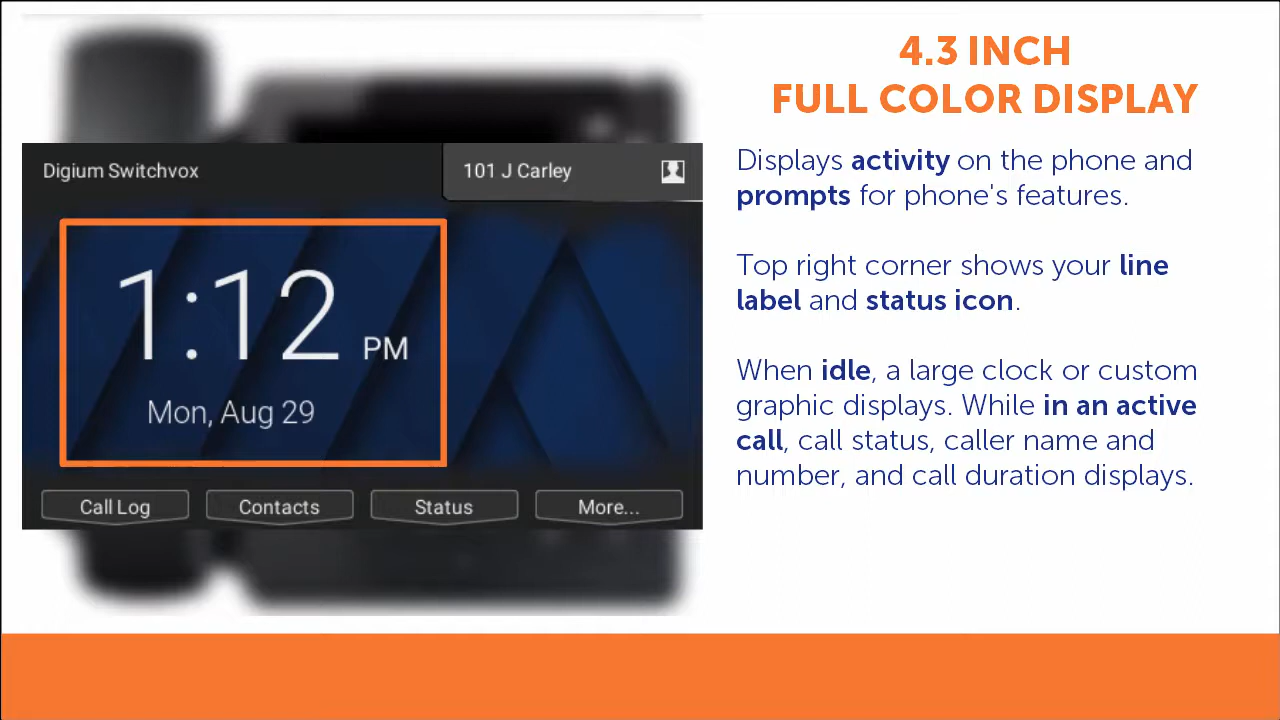 4.3 INCH
FULL COLOR DISPLAY
Digium Switchvox
101 J Carley
1:12 PM
Mon, Aug 29
Call Log
Contacts
Status
More...
Displays activity on the phone and
prompts for phone's features.
Top right corner shows your line
label and status icon.
When idle, a large clock or custom
graphic displays. While in an active
call, call status, caller name and
number, and call duration displays.